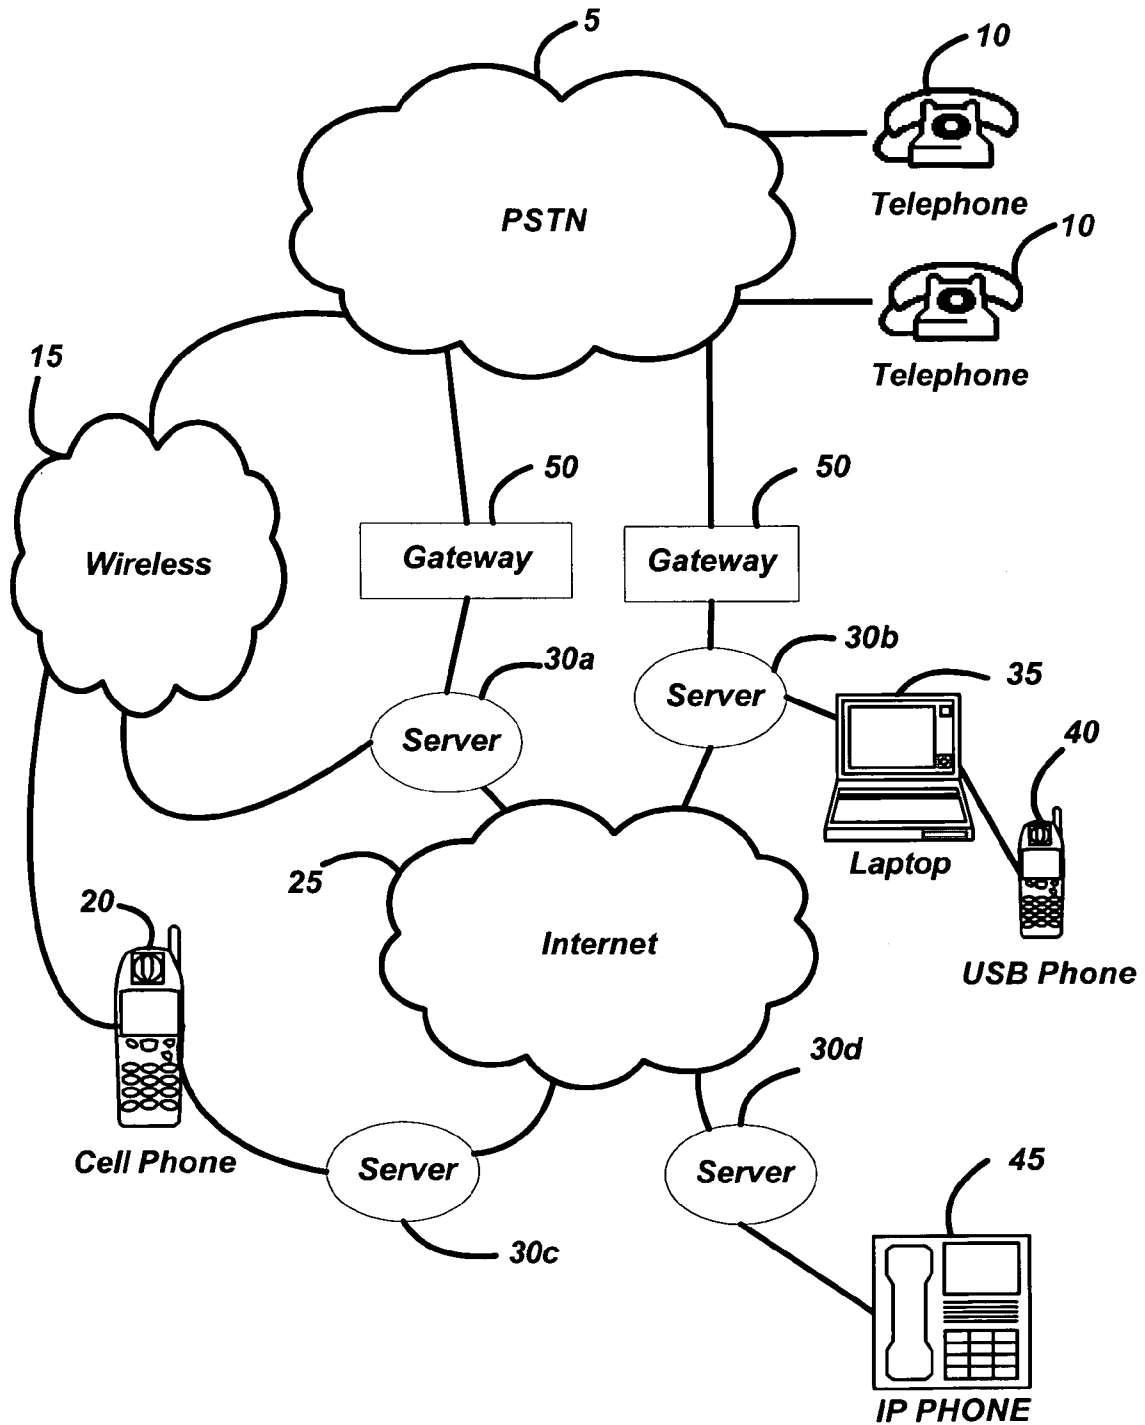 5
10
Telephone
PSTN
10
Telephone
15
50
50
Wireless
Gateway
Gateway
30a
30b
Server
35
Server
40
Laptop
25
20
Internet
USB Phone
30d
Cell Phone
Server
Server
45
30c
IP PHONE